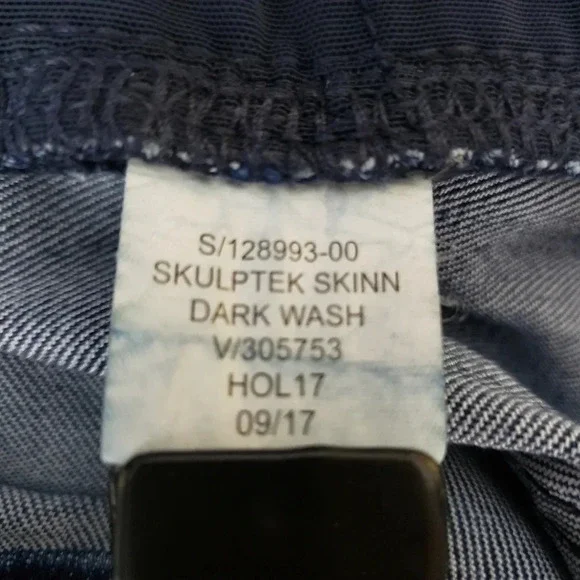 S/128993-00
SKULPTEK SKINN
DARK WASH
V/305753
HOL17
09/17